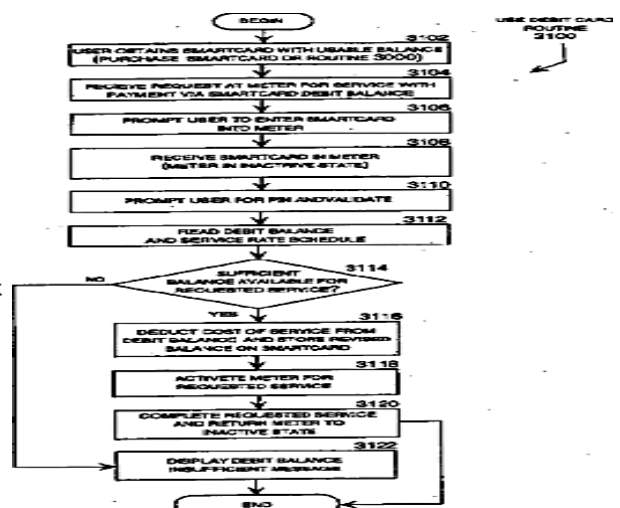 BEGIN
USE DEBIT CARD
ROUTINE
3100
3102
USER OBTAINS SMARTCARD WITH USABLE BALANCE
(PURCHASE SMARTCARD OR ROUTINE 3000)
3104
RECIEVE REQUEST AT METER FOR SERVICE WITH
PAYMENT VIA SMARTCARD DEBIT BALANCE
3106
PROMPT USER TO ENTER SMARTCARD
INTO METER
3108
RECEIVE SMARTCARD IN METER
(METER IN INACTIVE STATE)
3110
PROMPT USER FOR PIN ANDVALIDATE
3112
READ DEBIT BALANCE
AND SERVICE RATE SCHEDULE
3114
SUFFICIENT
BALANCE AVAILABLE FOR
REQUESTED SERVICE?
NO
YES
3116
DEDUCT COST OF SERVICE FROM
DEBIT BALANCE AND STORE REVISED
BALANCE ON SMARTCARD
3118
ACTIVETE METER FOR
REQUESTED SERVICE
3120
COMPLETE REQUESTED SERVICE
AND RETURN METER TO
INACTIVE STATE
3122
DISPLAY DEBIT BALANCE
INSUFFICIENT MESSAGE
END